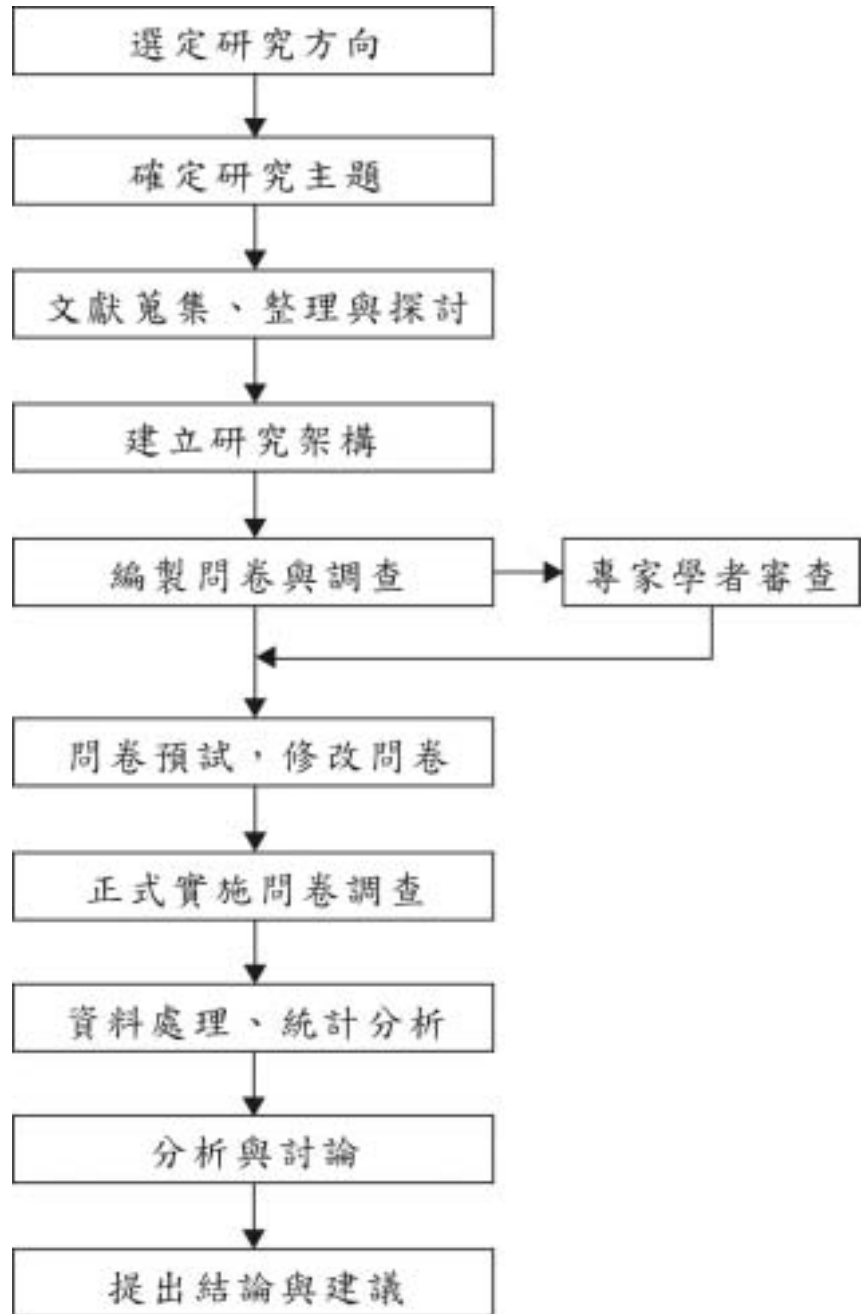 選定研究方向
確定研究主題
文獻蒐集、整理與探討
建立研究架構
編製問卷與調查
專家學者審查
問卷預試，修改問卷
正式實施問卷調查
資料處理、統計分析
分析與討論
提出結論與建議